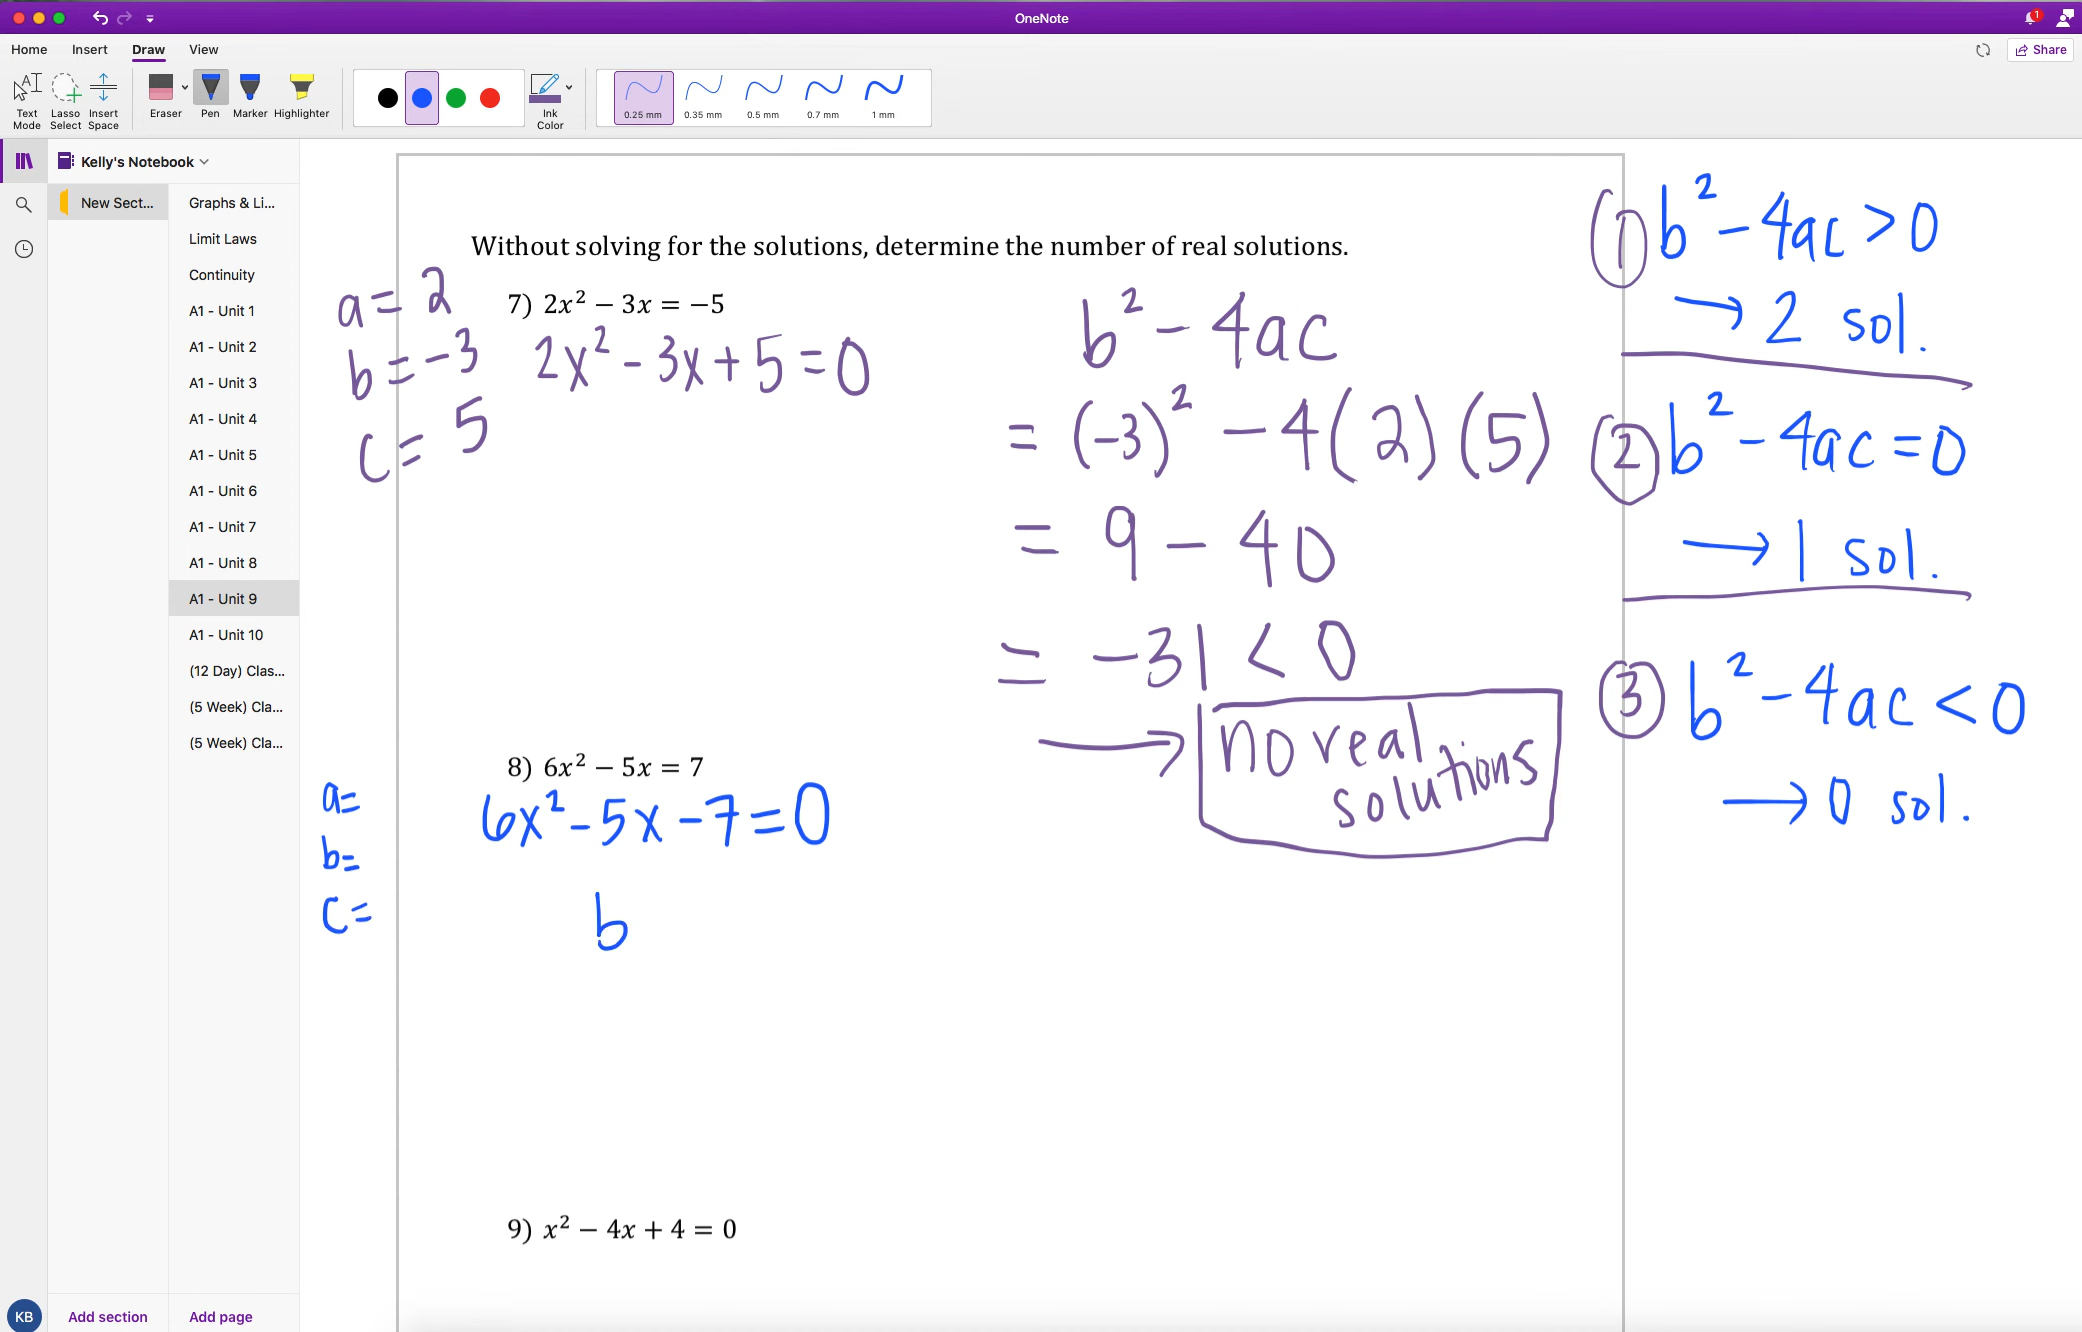 OneNote
1
Home Insert Draw View
Share
Text Mode
Lasso Select
Insert Space
Eraser
Pen
Marker
Highlighter
Ink Color
0.25 mm
0.35 mm
0.5 mm
0.7 mm
1 mm
Kelly's Notebook
New Sect...
Graphs & Li...
Limit Laws
Continuity
A1 - Unit 1
A1 - Unit 2
A1 - Unit 3
A1 - Unit 4
A1 - Unit 5
A1 - Unit 6
A1 - Unit 7
A1 - Unit 8
A1 - Unit 9
A1 - Unit 10
(12 Day) Clas...
(5 Week) Cla...
(5 Week) Cla...
KB
Add section
Add page
Without solving for the solutions, determine the number of real solutions.
7) 2x² − 3x = −5
a = 2
b = -3
c = 5
2x² - 3x + 5 = 0
b² - 4ac
= (-3)² - 4(2)(5)
= 9 - 40
= -31 < 0
→ no real
solutions
8) 6x² − 5x = 7
6x² - 5x - 7 = 0
a=
b=
c=
b
9) x² − 4x + 4 = 0
① b² - 4ac > 0
→ 2 sol.
② b² - 4ac = 0
→ 1 sol.
③ b² - 4ac < 0
→ 0 sol.